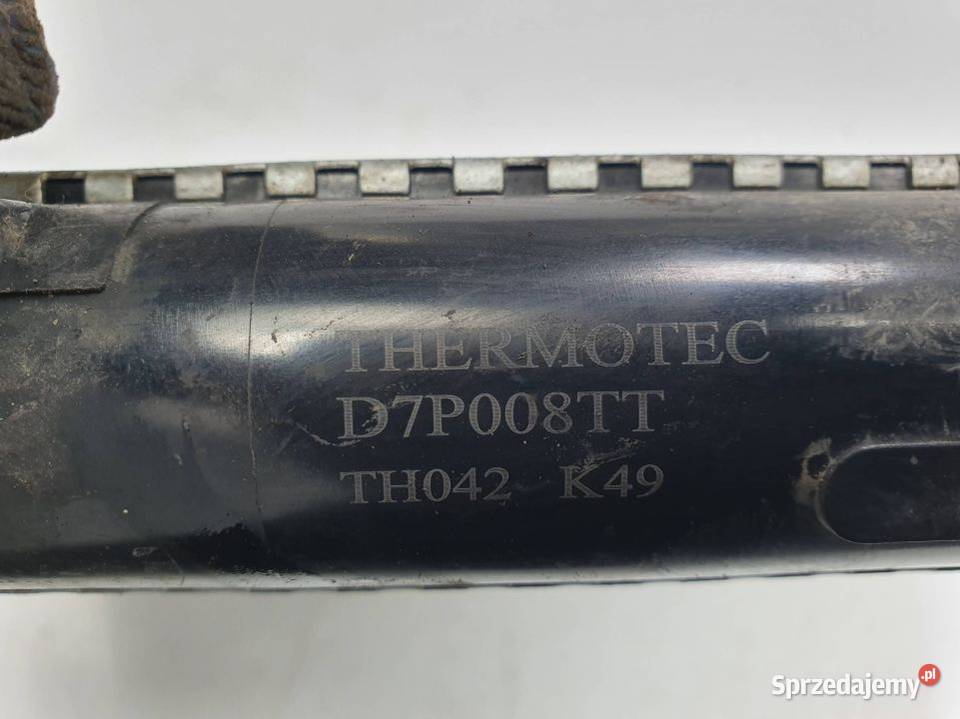 THERMOTEC
D7P008TT
TH042 K49
Sprzedajemy.pl